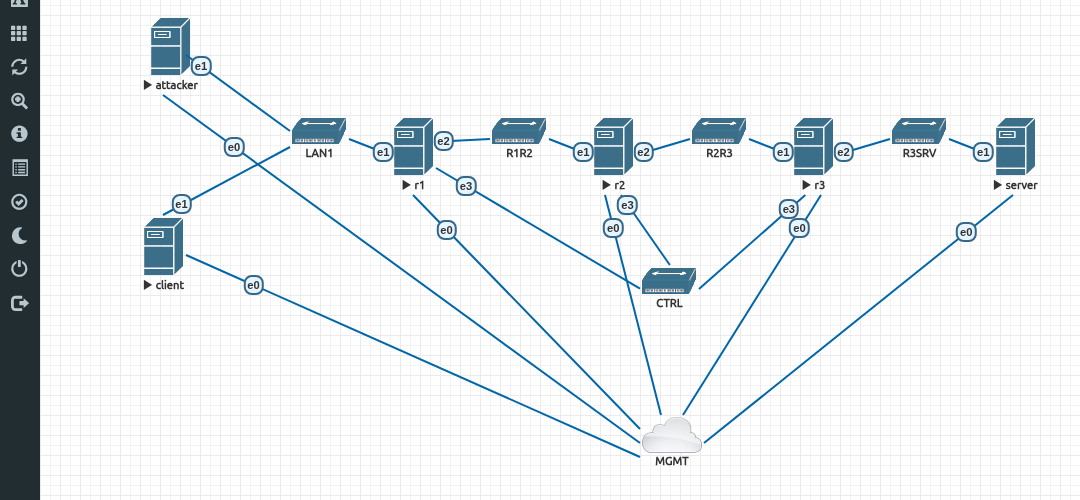 e1
attacker
e0
LAN1
e1
r1
e2
R1R2
e1
r2
e2
R2R3
e1
r3
e2
R3SRV
e1
server
e3
e3
e3
e1
e0
e0
e0
e0
client
e0
CTRL
MGMT